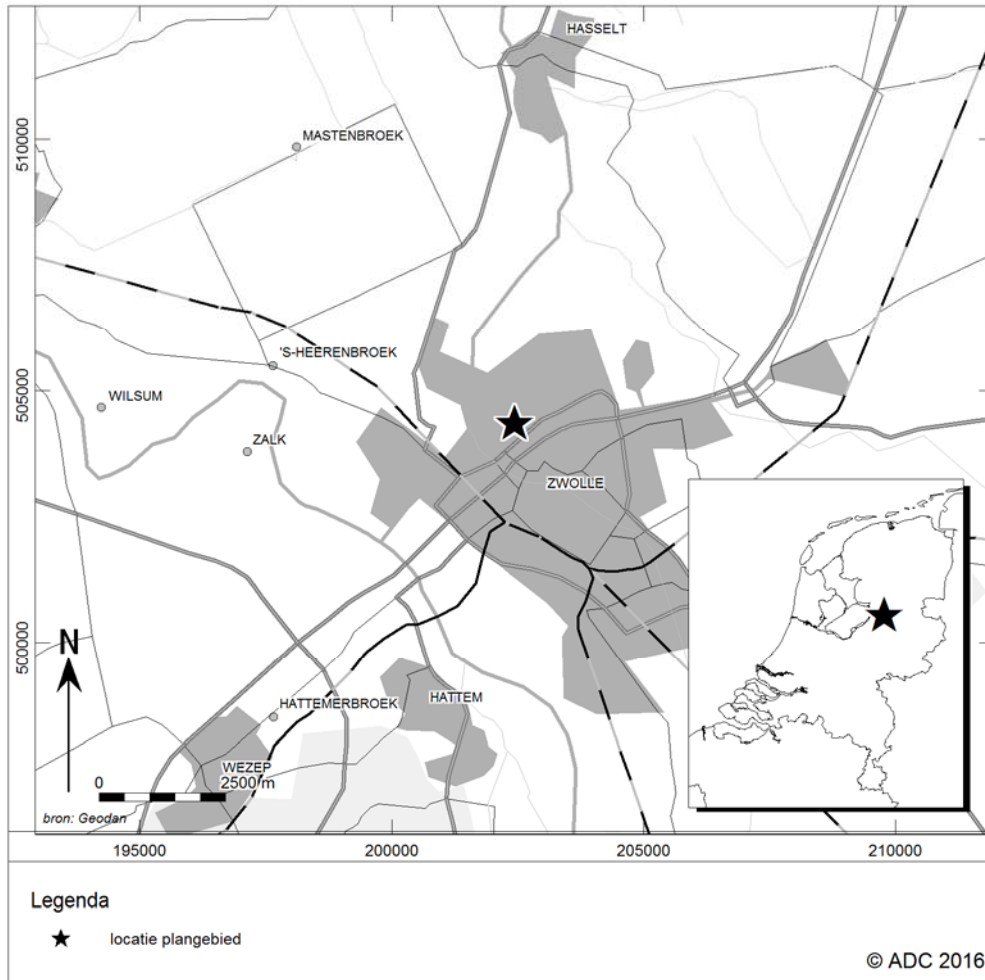 HASSELT
MASTENBROEK
510000
'S-HEERENBROEK
WILSUM
505000
ZALK
ZWOLLE
N
500000
HATTEM
HATTEMERBROEK
WEZEP
0 2500 m
bron: Geodan
195000 200000 205000 210000
Legenda
locatie plangebied
© ADC 2016